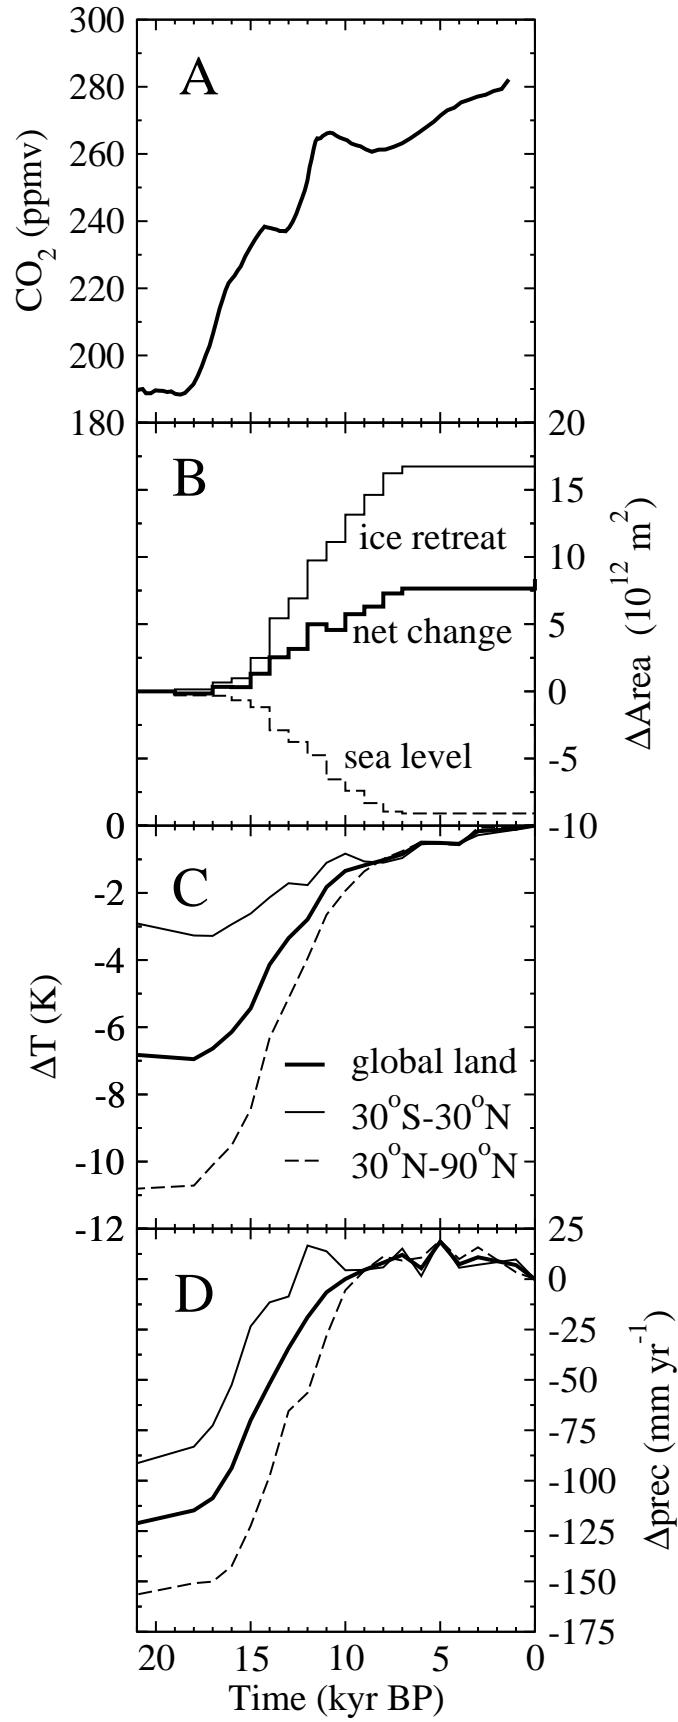 300
280
260
240
220
200
180
CO2 (ppmv)
A
20
15
10
5
0
-5
-10
ΔArea (10^12 m^2)
B
ice retreat
net change
sea level
0
-2
-4
-6
-8
-10
-12
ΔT (K)
C
global land
30°S-30°N
30°N-90°N
25
0
-25
-50
-75
-100
-125
-150
-175
Δprec (mm yr^-1)
D
20 15 10 5 0
Time (kyr BP)